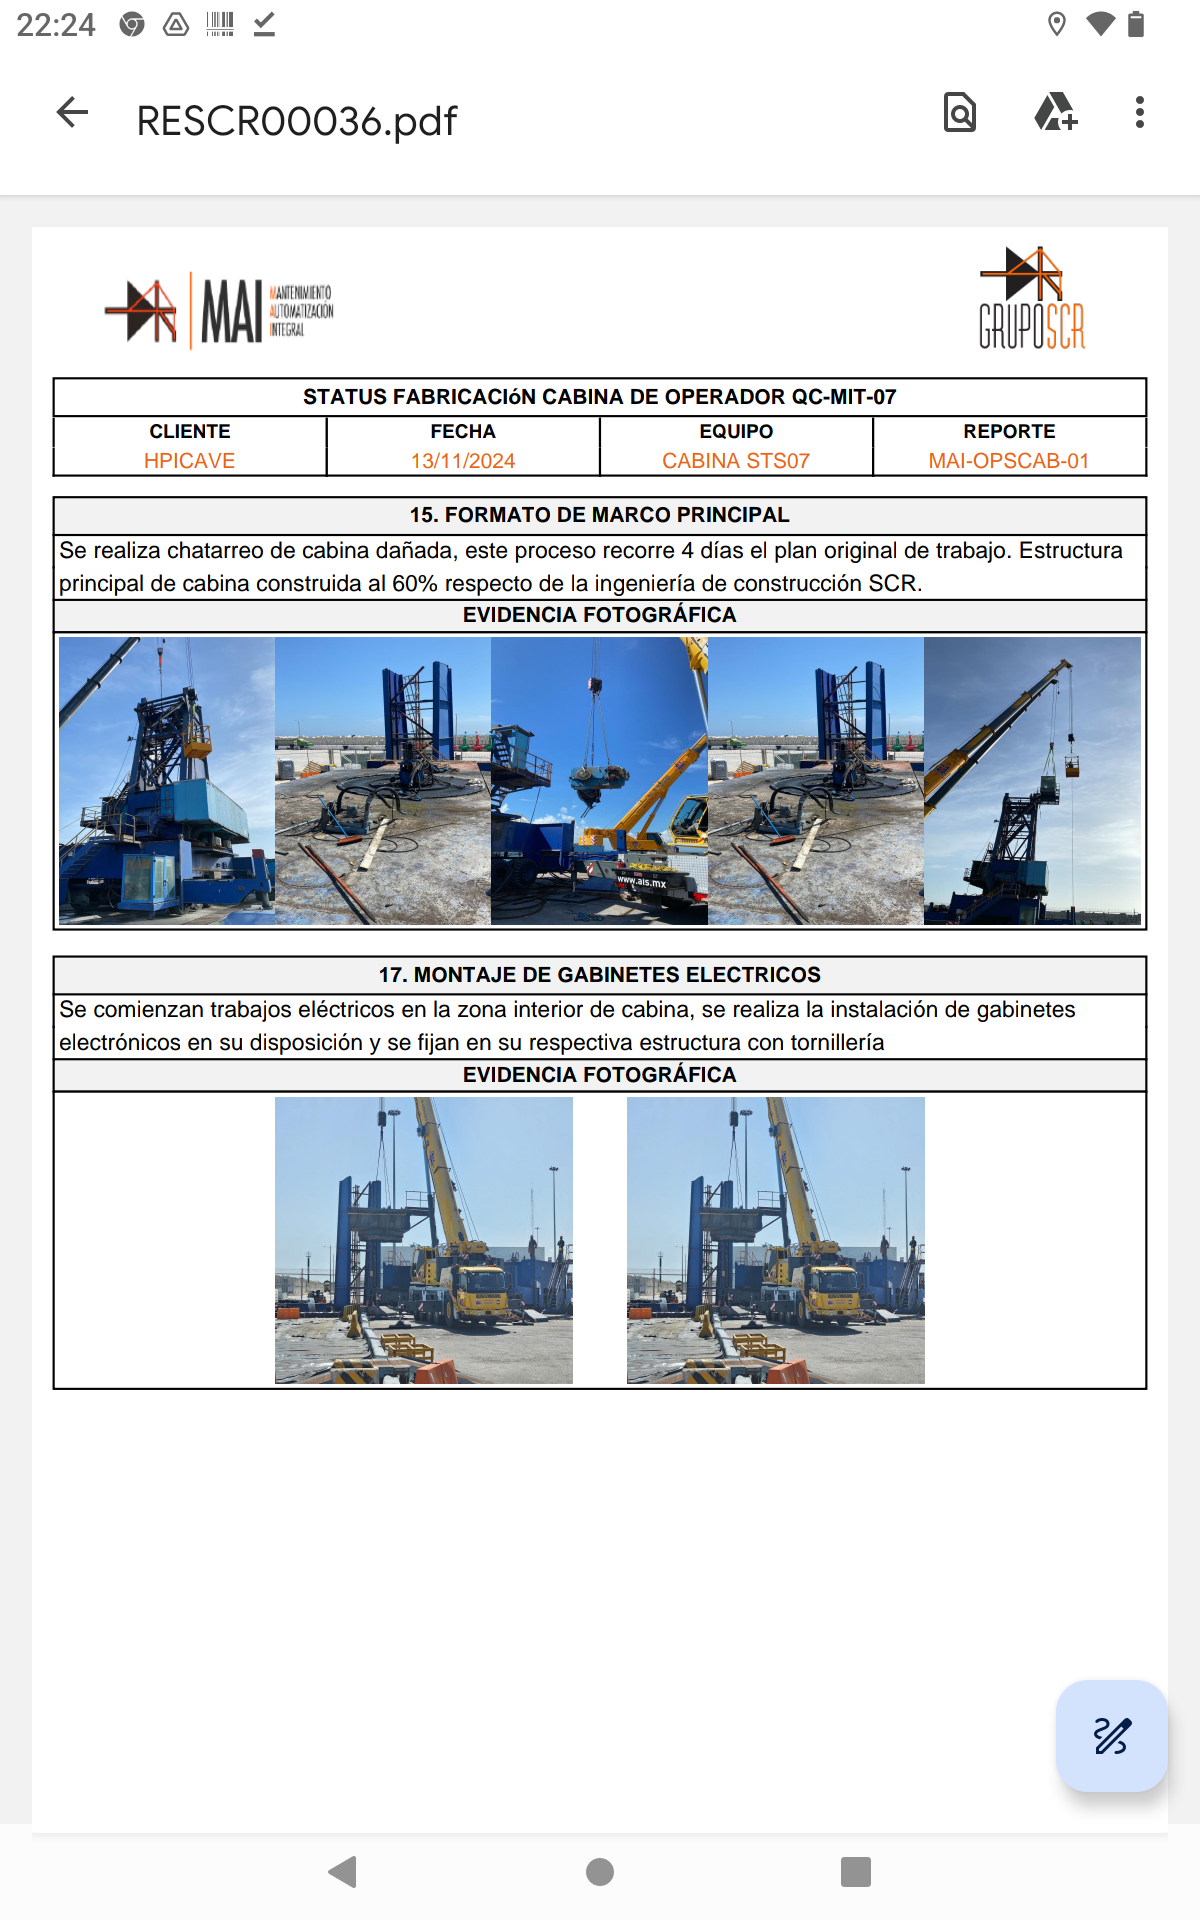 22:24
RESCR00036.pdf
MAI
MANTENIMIENTO
AUTOMATIZACIÓN
INTEGRAL
GRUPOSCR
STATUS FABRICACIóN CABINA DE OPERADOR QC-MIT-07
CLIENTE FECHA EQUIPO REPORTE
HPICAVE 13/11/2024 CABINA STS07 MAI-OPSCAB-01
15. FORMATO DE MARCO PRINCIPAL
Se realiza chatarreo de cabina dañada, este proceso recorre 4 días el plan original de trabajo. Estructura
principal de cabina construida al 60% respecto de la ingeniería de construcción SCR.
EVIDENCIA FOTOGRÁFICA
www.ais.mx
17. MONTAJE DE GABINETES ELECTRICOS
Se comienzan trabajos eléctricos en la zona interior de cabina, se realiza la instalación de gabinetes
electrónicos en su disposición y se fijan en su respectiva estructura con tornillería
EVIDENCIA FOTOGRÁFICA